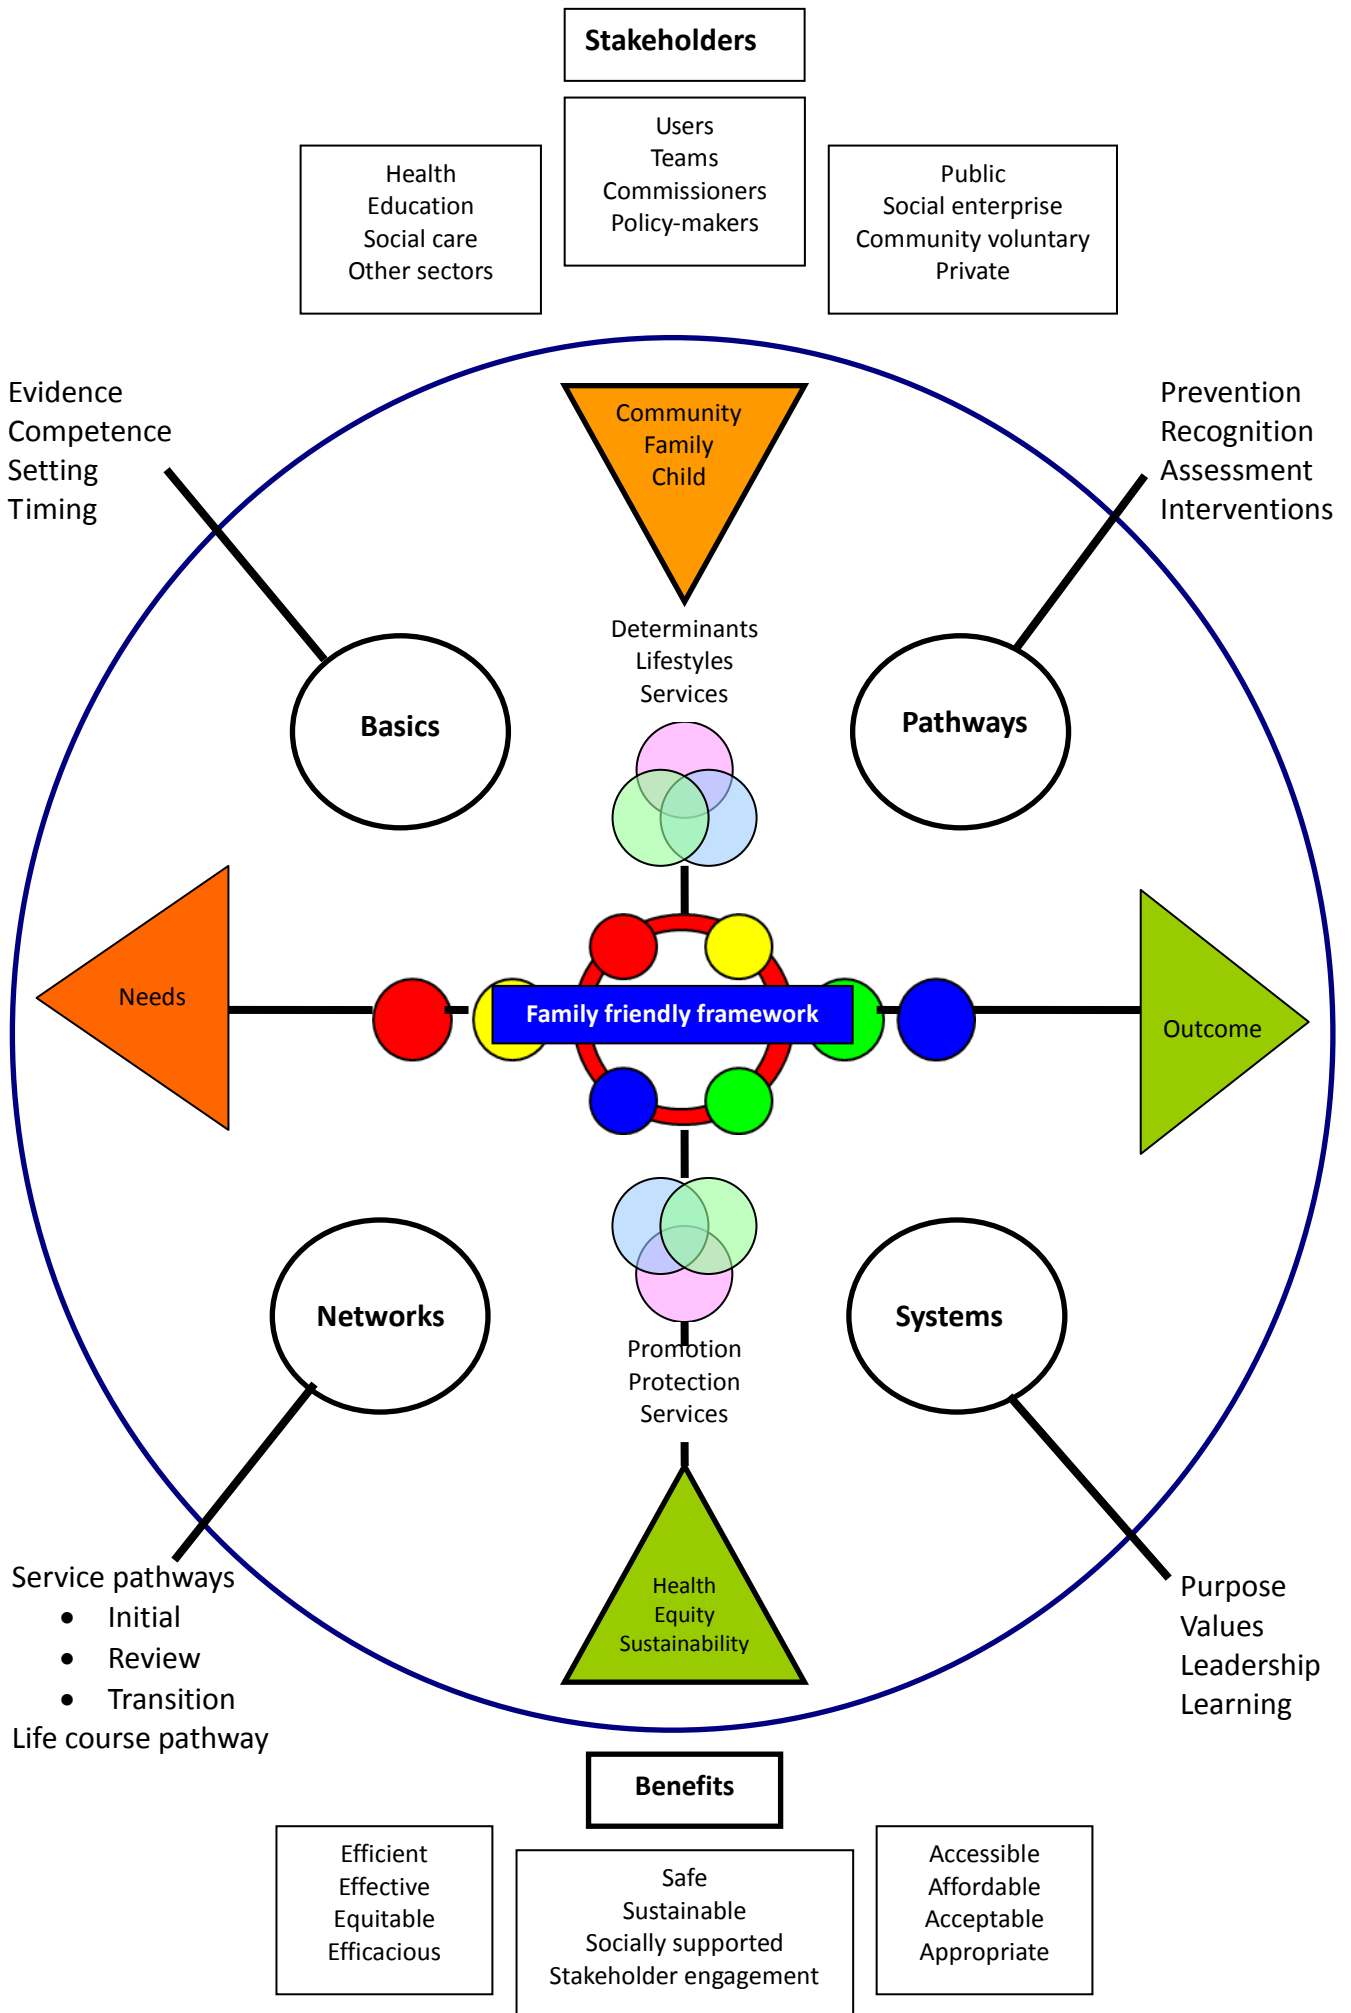 Stakeholders
Users
Teams
Commissioners
Policy-makers
Health
Education
Social care
Other sectors
Public
Social enterprise
Community voluntary
Private
Evidence
Competence
Setting
Timing
Community
Family
Child
Prevention
Recognition
Assessment
Interventions
Determinants
Lifestyles
Services
Basics
Pathways
Needs
Family friendly framework
Outcome
Networks
Systems
Promotion
Protection
Services
Service pathways
• Initial
• Review
• Transition
Life course pathway
Health
Equity
Sustainability
Purpose
Values
Leadership
Learning
Benefits
Efficient
Effective
Equitable
Efficacious
Safe
Sustainable
Socially supported
Stakeholder engagement
Accessible
Affordable
Acceptable
Appropriate